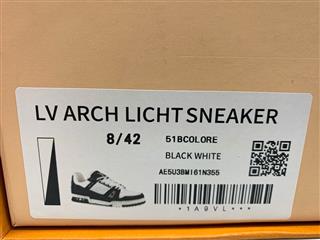 LV ARCH LICHT SNEAKER
8/42 51BCOLORE
BLACK WHITE
AE5U3BMI61N355
*1A9VL***